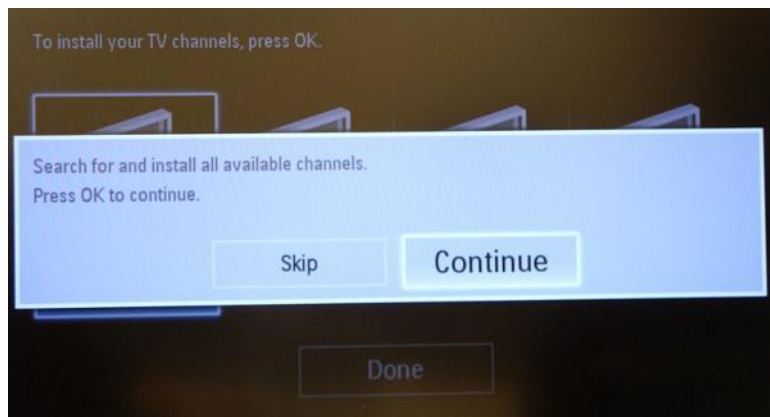 To install your TV channels, press OK.
Search for and install all available channels.
Press OK to continue.
Skip
Continue
Done